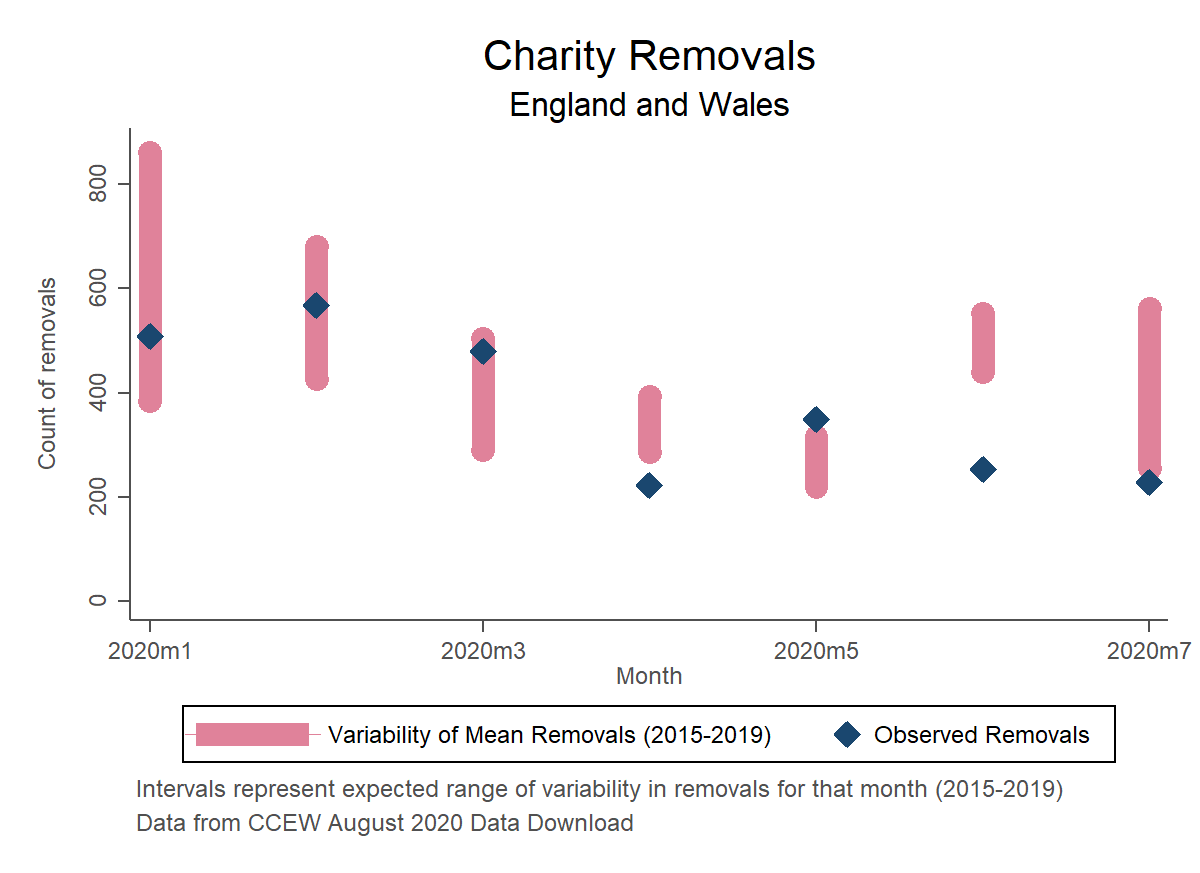 Charity Removals
England and Wales
Count of removals
800
600
400
200
0
2020m1 2020m3 2020m5 2020m7
Month
Variability of Mean Removals (2015-2019) Observed Removals
Intervals represent expected range of variability in removals for that month (2015-2019)
Data from CCEW August 2020 Data Download